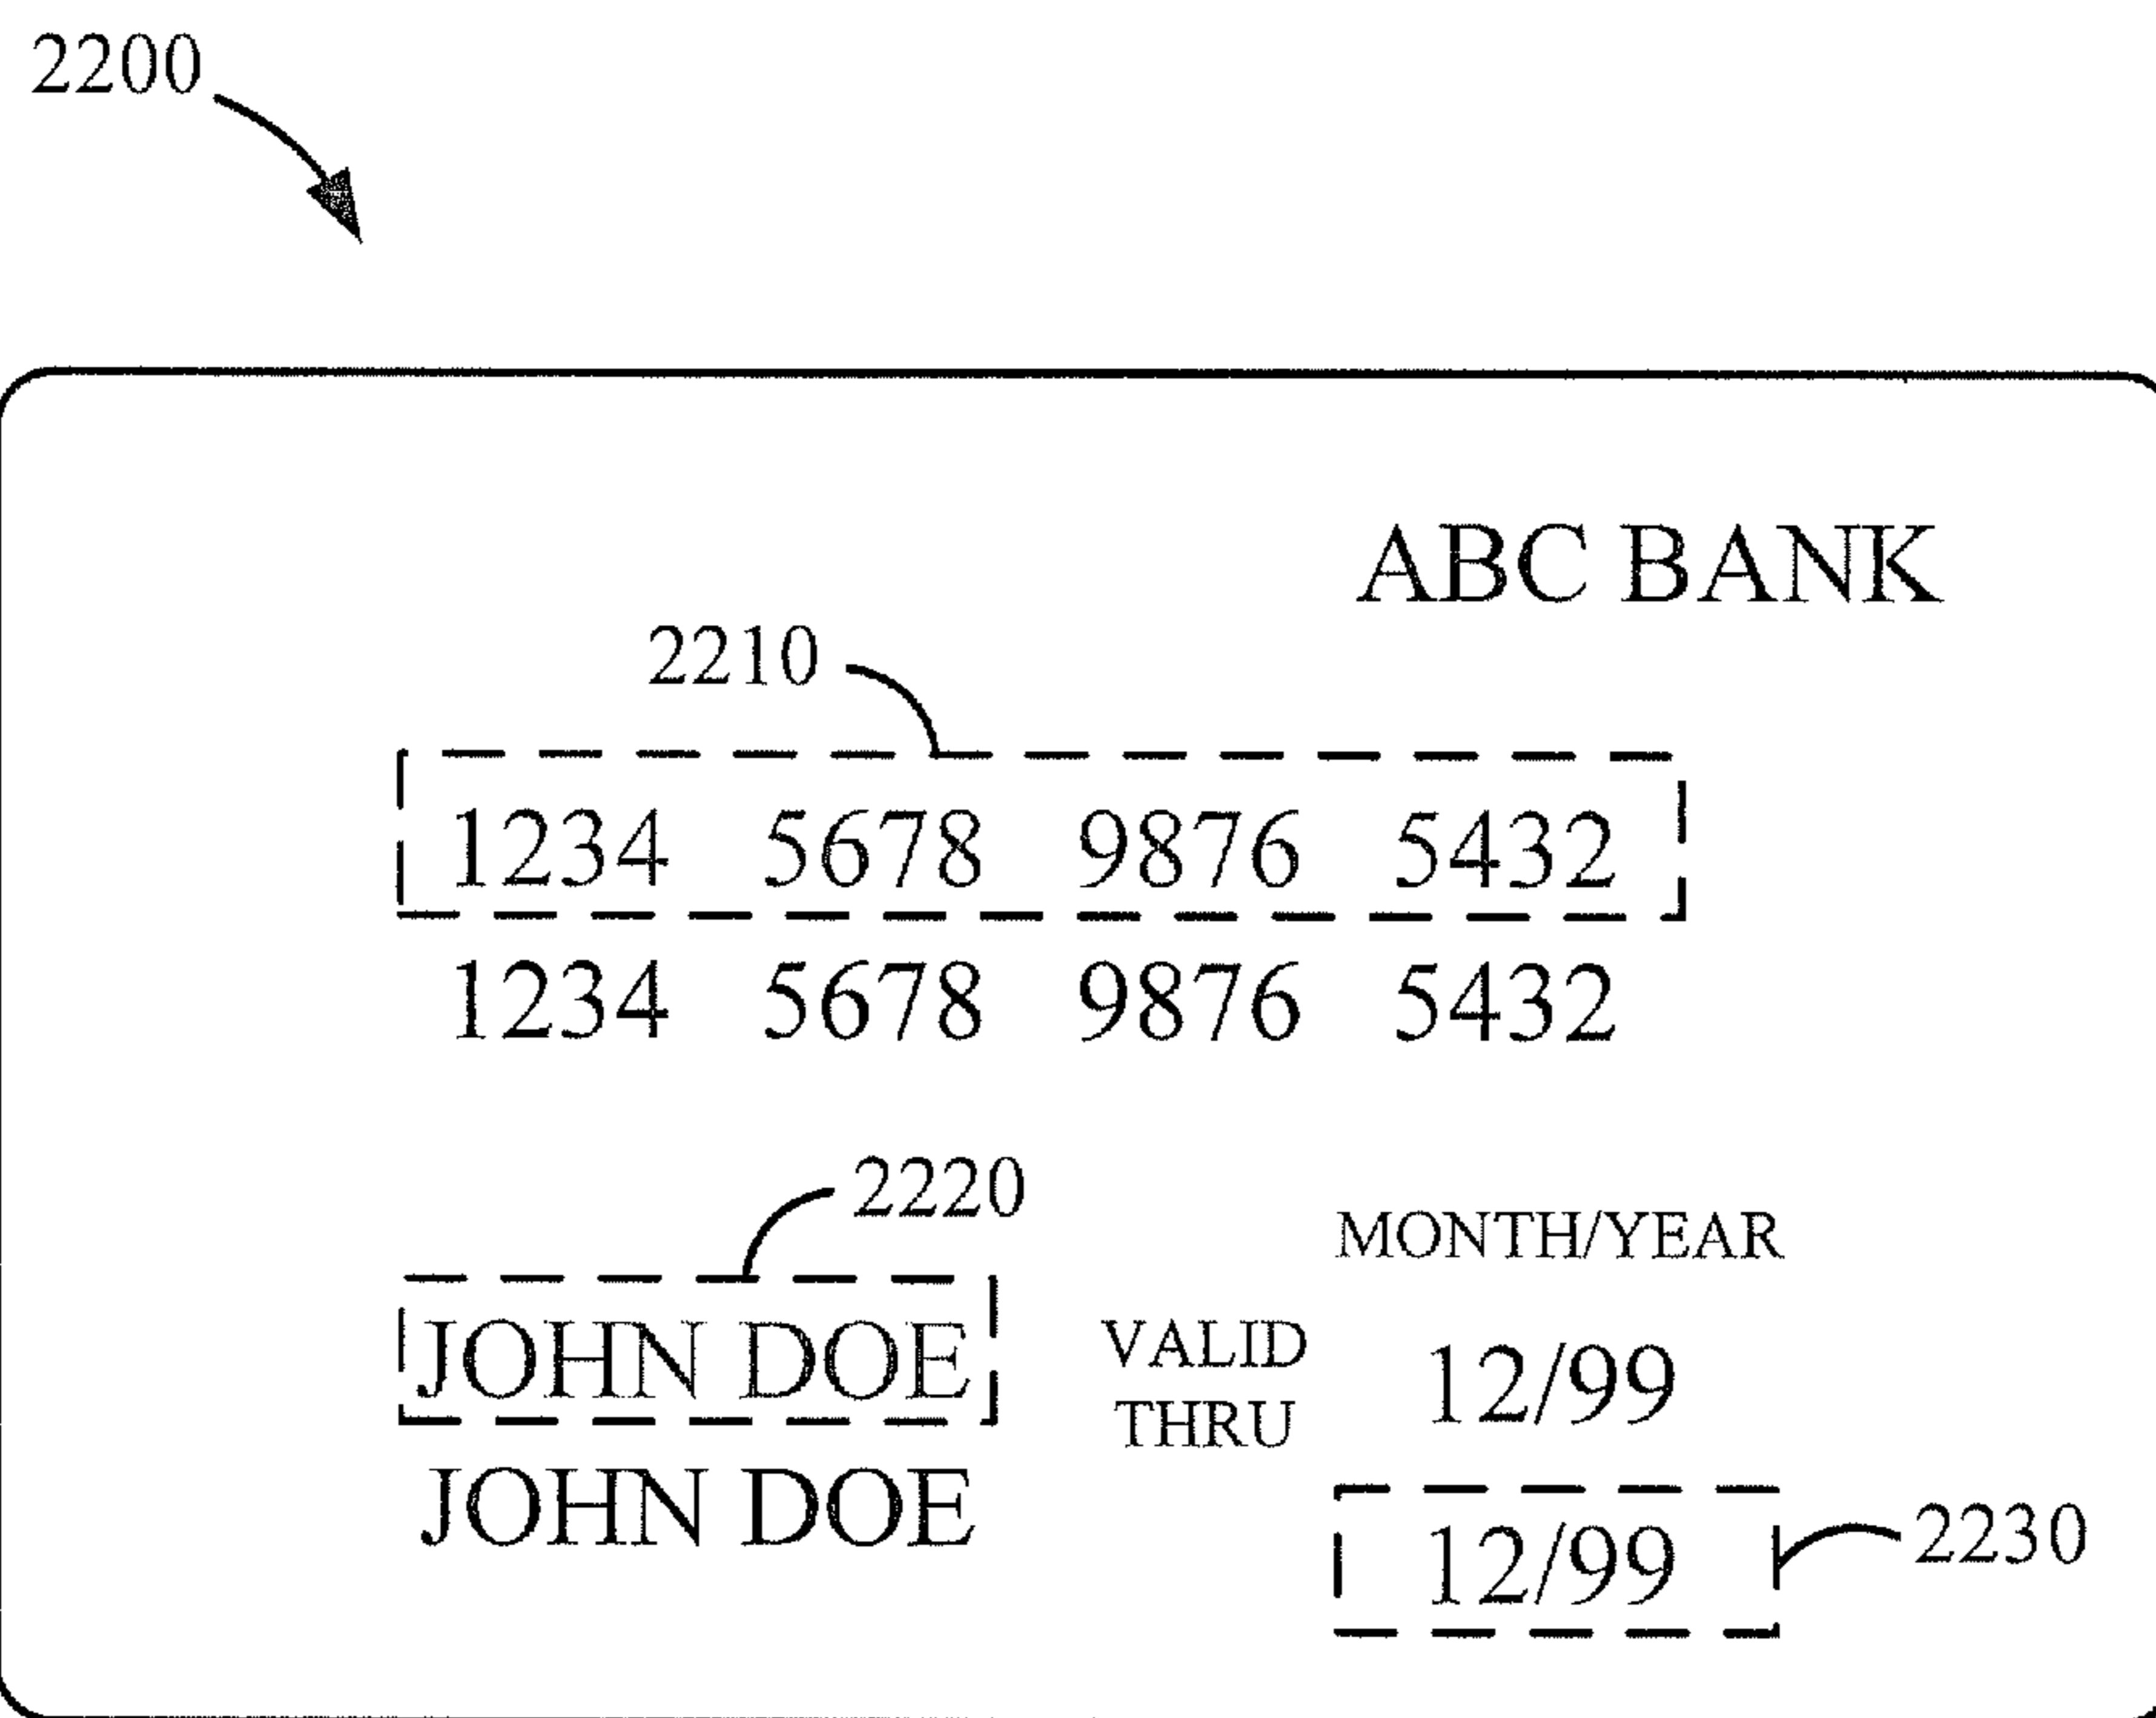 2200
ABC BANK
2210
1234 5678 9876 5432
1234 5678 9876 5432
2220
MONTH/YEAR
JOHN DOE
VALID
THRU
12/99
JOHN DOE
12/99
2230